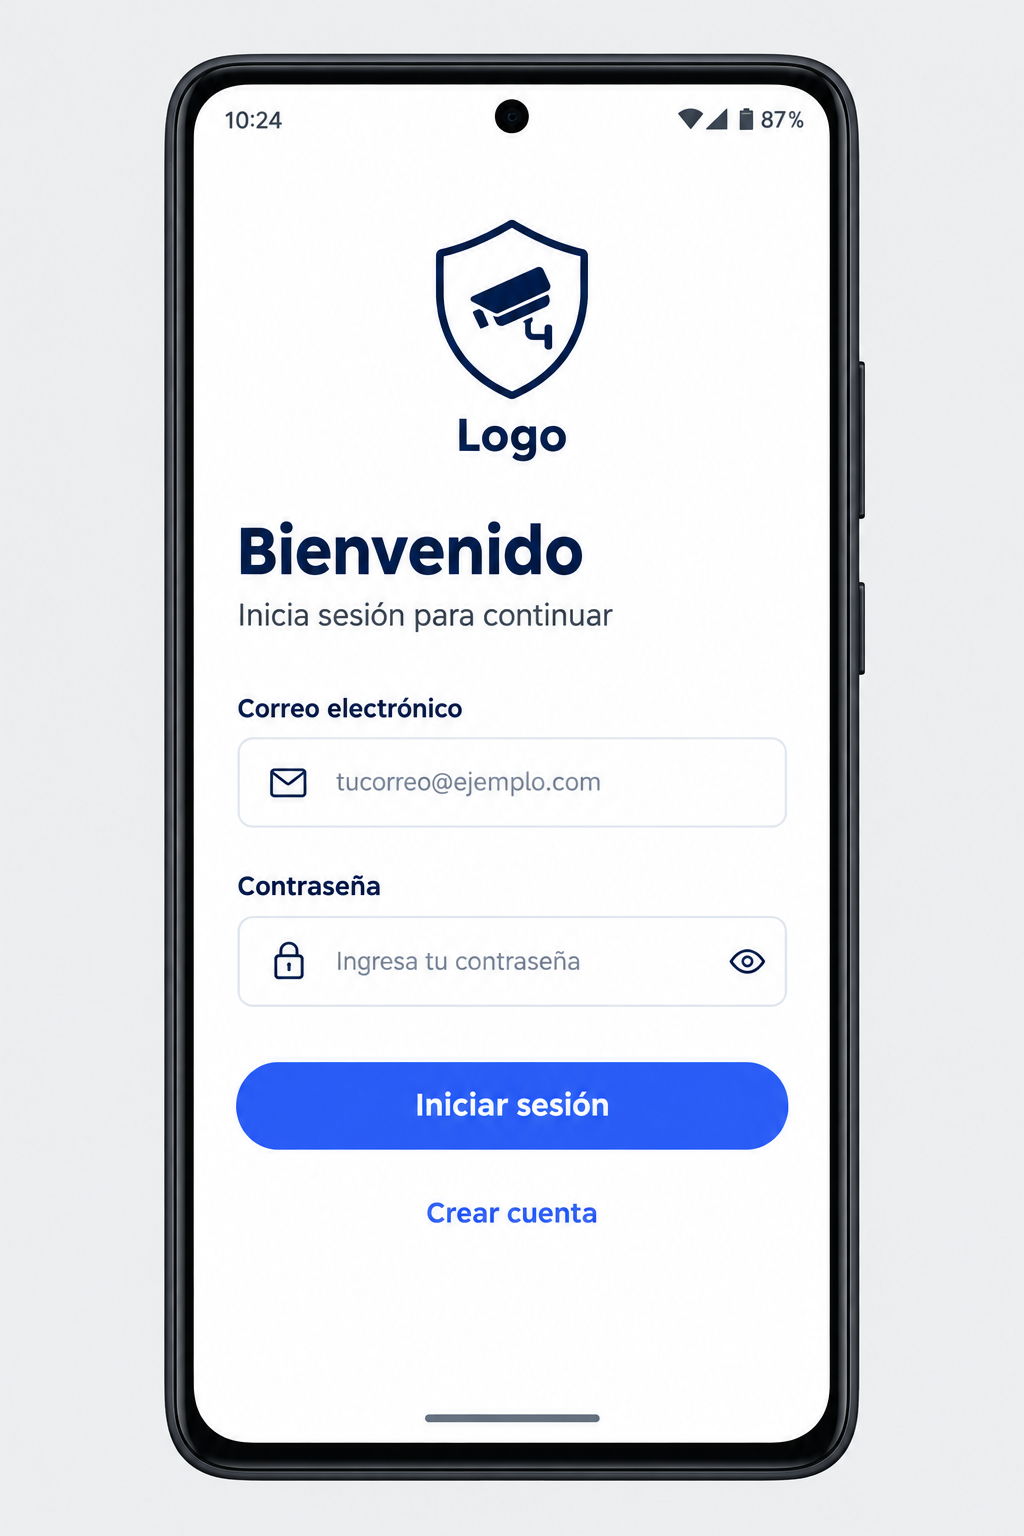 10:24
87%
Logo
Bienvenido
Inicia sesión para continuar
Correo electrónico
tucorreo@ejemplo.com
Contraseña
Ingresa tu contraseña
Iniciar sesión
Crear cuenta